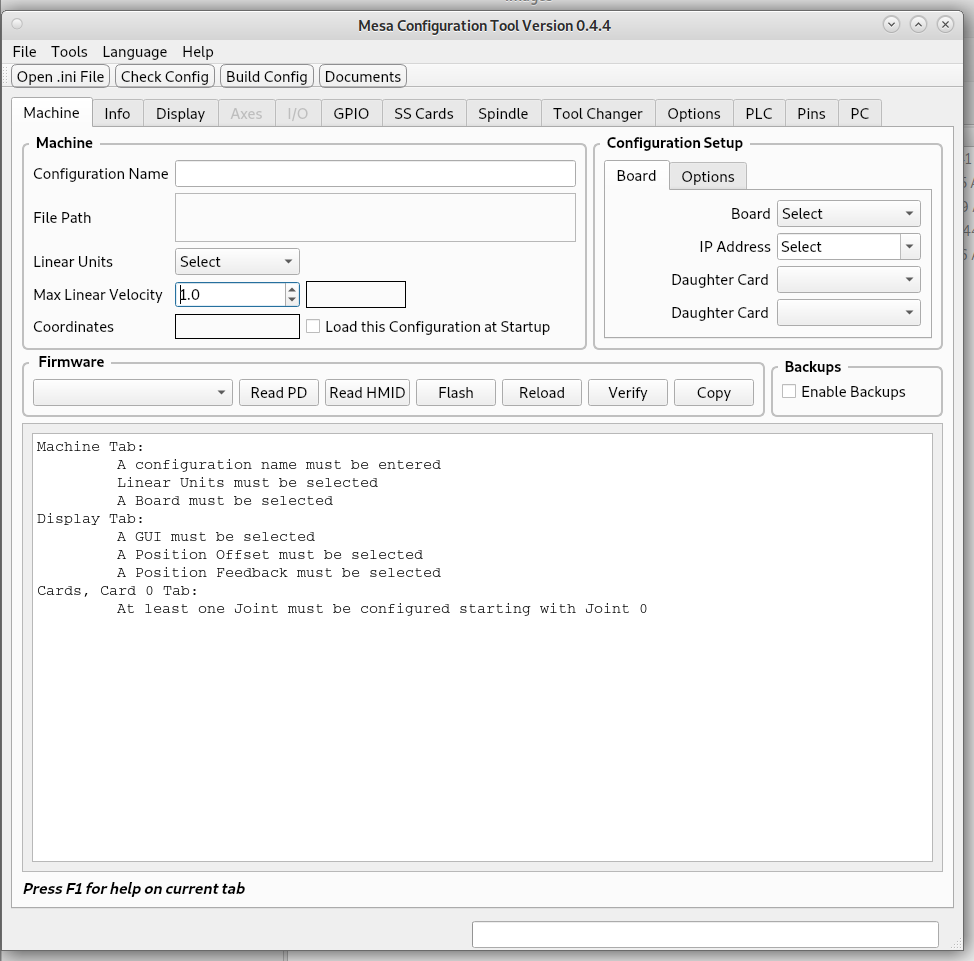 Mesa Configuration Tool Version 0.4.4
File Tools Language Help
Open .ini File Check Config Build Config Documents
Machine Info Display Axes I/O GPIO SS Cards Spindle Tool Changer Options PLC Pins PC
Machine
Configuration Name
File Path
Linear Units Select
Max Linear Velocity 1.0
Coordinates Load this Configuration at Startup
Configuration Setup
Board Options
Board Select
IP Address Select
Daughter Card
Daughter Card
Firmware
Read PD Read HMID Flash Reload Verify Copy
Backups
Enable Backups
Machine Tab:
A configuration name must be entered
Linear Units must be selected
A Board must be selected
Display Tab:
A GUI must be selected
A Position Offset must be selected
A Position Feedback must be selected
Cards, Card 0 Tab:
At least one Joint must be configured starting with Joint 0
Press F1 for help on current tab